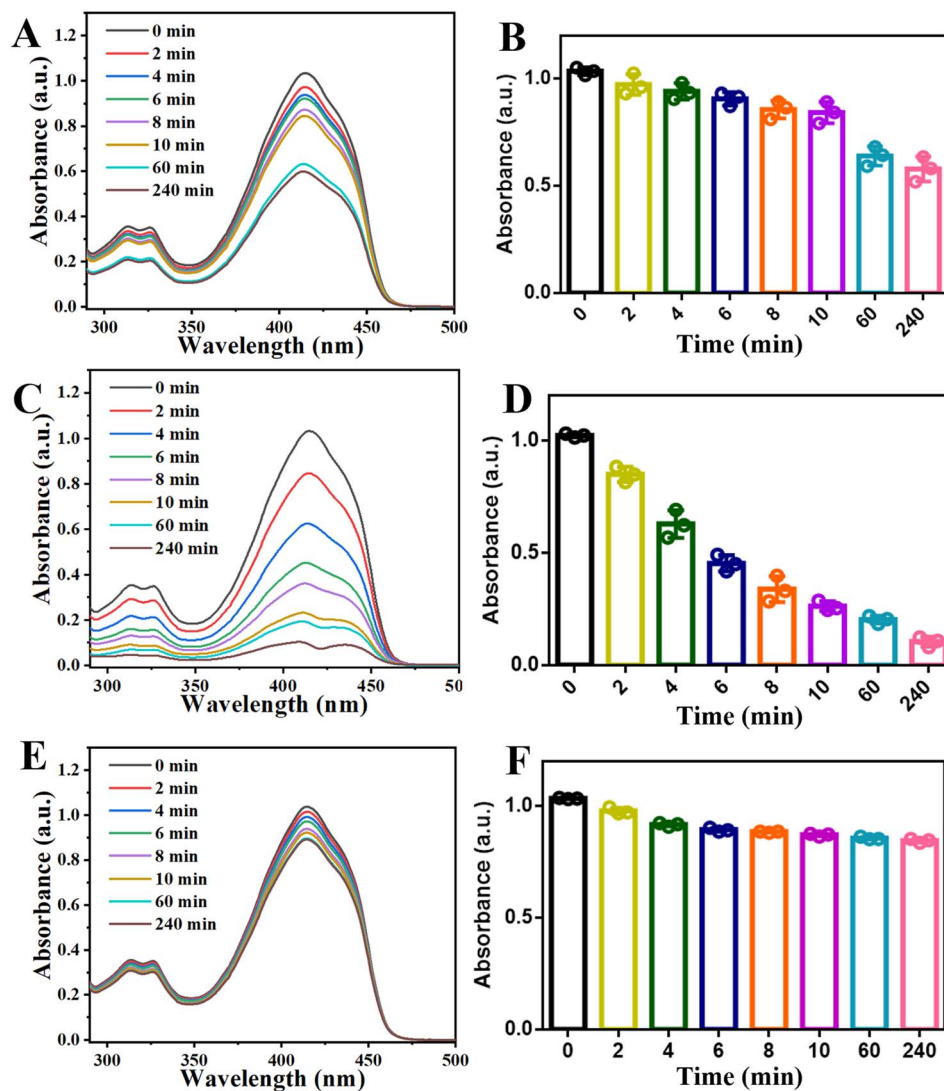 A
Absorbance (a.u.)
1.2
1.0
0.8
0.6
0.4
0.2
0.0
0 min
2 min
4 min
6 min
8 min
10 min
60 min
240 min
300 350 400 450 500
Wavelength (nm)
B
Absorbance (a.u.)
1.0
0.5
0.0
0 2 4 6 8 10 60 240
Time (min)
C
Absorbance (a.u.)
1.2
1.0
0.8
0.6
0.4
0.2
0.0
0 min
2 min
4 min
6 min
8 min
10 min
60 min
240 min
300 350 400 450 50
Wavelength (nm)
D
Absorbance (a.u.)
1.0
0.5
0.0
0 2 4 6 8 10 60 240
Time (min)
E
Absorbance (a.u.)
1.2
1.0
0.8
0.6
0.4
0.2
0.0
0 min
2 min
4 min
6 min
8 min
10 min
60 min
240 min
300 350 400 450 500
Wavelength (nm)
F
Absorbance (a.u.)
1.0
0.5
0.0
0 2 4 6 8 10 60 240
Time (min)